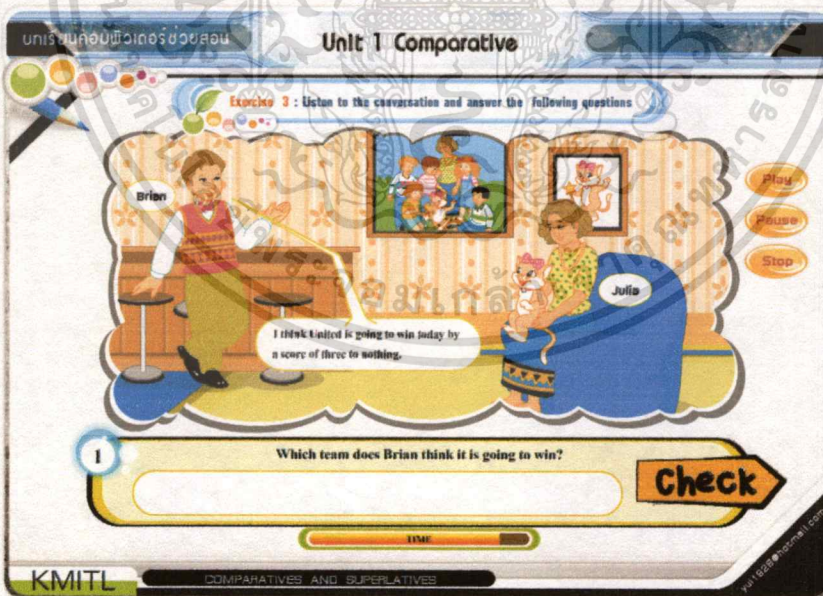 บทเรียนคอมพิวเตอร์ช่วยสอน
Unit 1 Comparative
Exercise 3 : Listen to the conversation and answer the following questions
Brian
Play
Pause
Stop
Julia
I think United is going to win today by
a score of three to nothing.
1
Which team does Brian think it is going to win?
Check
TIME
KMITL
COMPARATIVES AND SUPERLATIVES